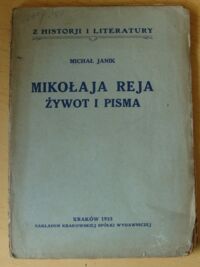 Z HISTORJI I LITERATURY
MICHAŁ JANIK
MIKOŁAJA REJA
ŻYWOT I PISMA
KRAKÓW 1923
NAKŁADEM KRAKOWSKIEJ SPÓŁKI WYDAWNICZEJ